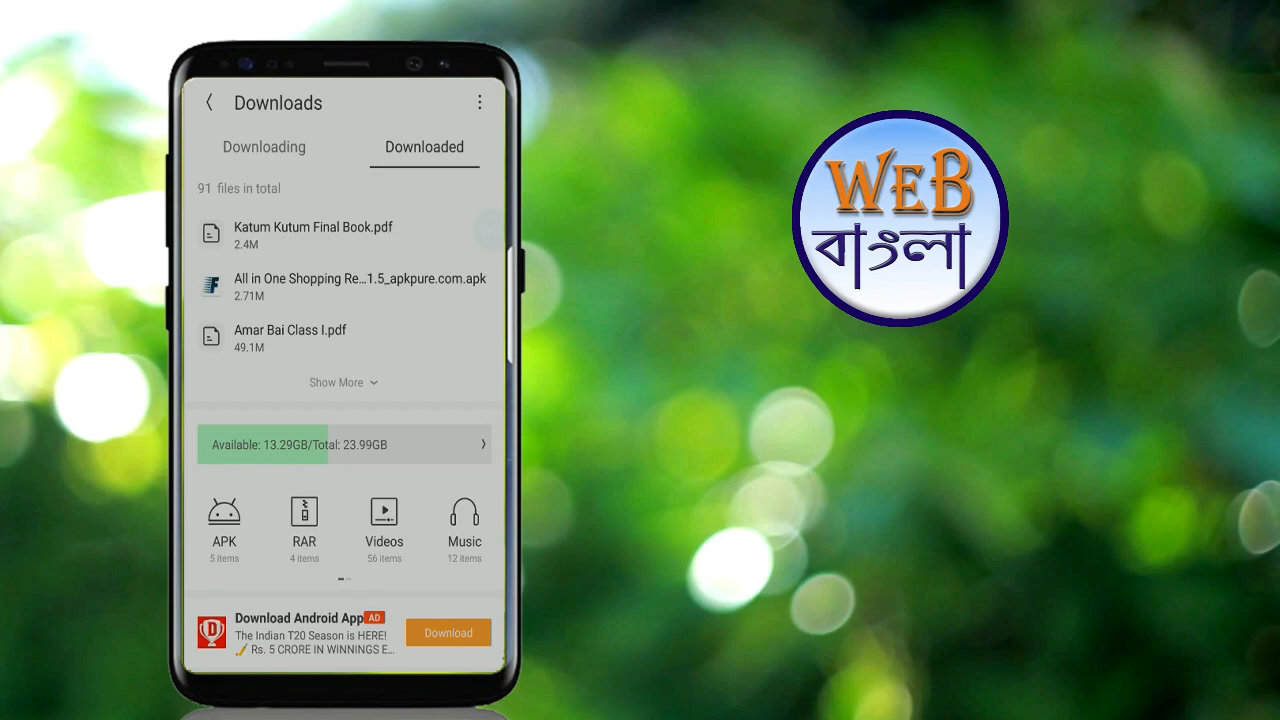 Downloads
Downloading
Downloaded
91 files in total
Katum Kutum Final Book.pdf
2.4M
All in One Shopping Re...1.5_apkpure.com.apk
2.71M
Amar Bai Class I.pdf
49.1M
Show More
Available: 13.29GB/Total: 23.99GB
APK
RAR
Videos
Music
5 items
4 items
56 items
12 items
Download Android App AD
The Indian T20 Season is HERE!
Rs. 5 CRORE IN WINNINGS E...
Download
WEB
বাংলা